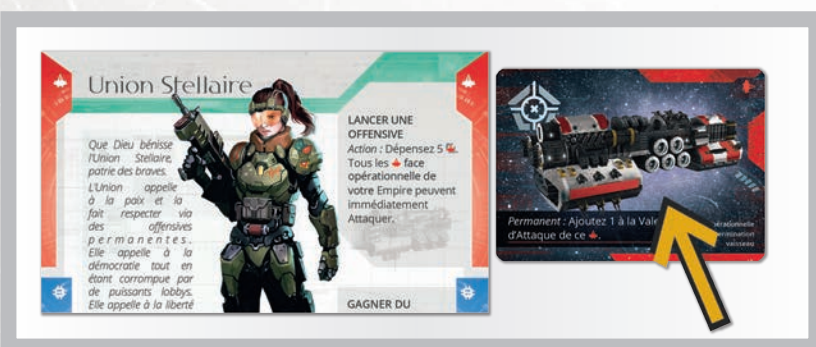 Union Stellaire
Que Dieu bénisse
l'Union Stellaire,
patrie des braves.
L'Union appelle
à la paix et la
fait respecter via
des offensives
permanentes.
Elle appelle à la
démocratie tout en
étant corrompue par
de puissants lobbys.
Elle appelle à la liberté
LANCER UNE
OFFENSIVE
Action : Dépensez 5
Tous les face
opérationnelle de
votre Empire peuvent
immédiatement
Attaquer.
GAGNER DU
Permanent : Ajoutez 1 à la
d'Attaque de ce
vaisseau